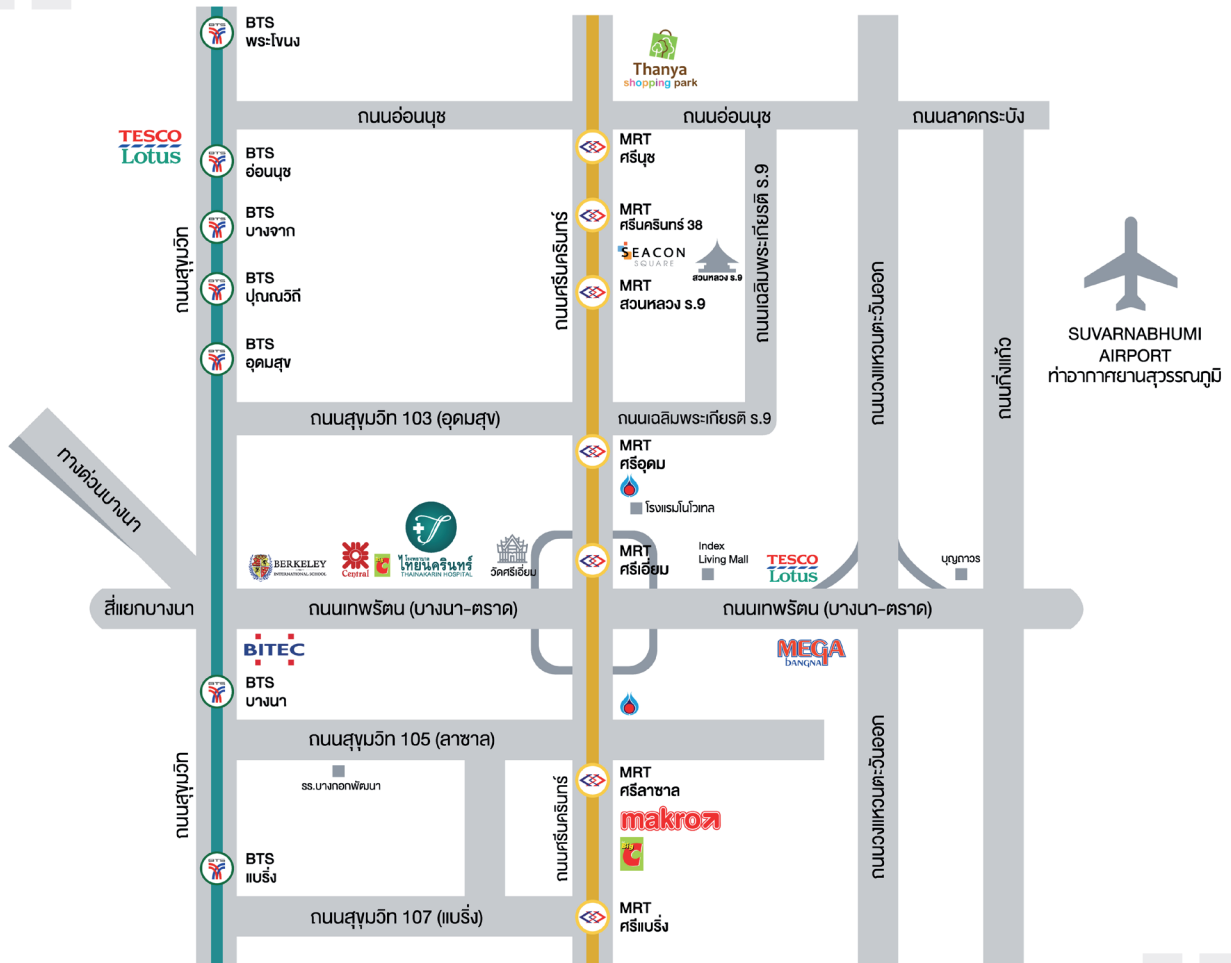 BTS
พระโขนง
Thanya
shopping park
ถนนอ่อนนุช
ถนนอ่อนนุช
ถนนลาดกระบัง
TESCO
Lotus
BTS
อ่อนนุช
MRT
ศรีนุช
BTS
บางจาก
MRT
ศรีนครินทร์ 38
ถนนสุขุมวิท
ถนนศรีนครินทร์
ถนนเฉลิมพระเกียรติ ร.9
SEACON
SQUARE
สวนหลวง ร.9
BTS
ปุณณวิถี
MRT
สวนหลวง ร.9
ถนนวงแหวนตะวันออก
ถนนกิ่งแก้ว
SUVARNABHUMI
AIRPORT
ท่าอากาศยานสุวรรณภูมิ
BTS
อุดมสุข
ถนนสุขุมวิท 103 (อุดมสุข)
ถนนเฉลิมพระเกียรติ ร.9
MRT
ศรีอุดม
ทางด่วนบางนา
โรงแรมโนโวเทล
BERKELEY
INTERNATIONAL SCHOOL
Central
Big
C
โรงพยาบาล
ไทยนครินทร์
THAINAKARIN HOSPITAL
วัดศรีเอี่ยม
MRT
ศรีเอี่ยม
Index
Living Mall
TESCO
Lotus
บุญถาวร
สี่แยกบางนา
ถนนเทพรัตน (บางนา-ตราด)
ถนนเทพรัตน (บางนา-ตราด)
BITEC
MEGA
BANGNA
BTS
บางนา
ถนนสุขุมวิท 105 (ลาซาล)
ถนนสุขุมวิท
รร.บางกอกพัฒนา
ถนนศรีนครินทร์
MRT
ศรีลาซาล
makro
Big
C
ถนนวงแหวนตะวันออก
BTS
แบริ่ง
ถนนสุขุมวิท 107 (แบริ่ง)
MRT
ศรีแบริ่ง